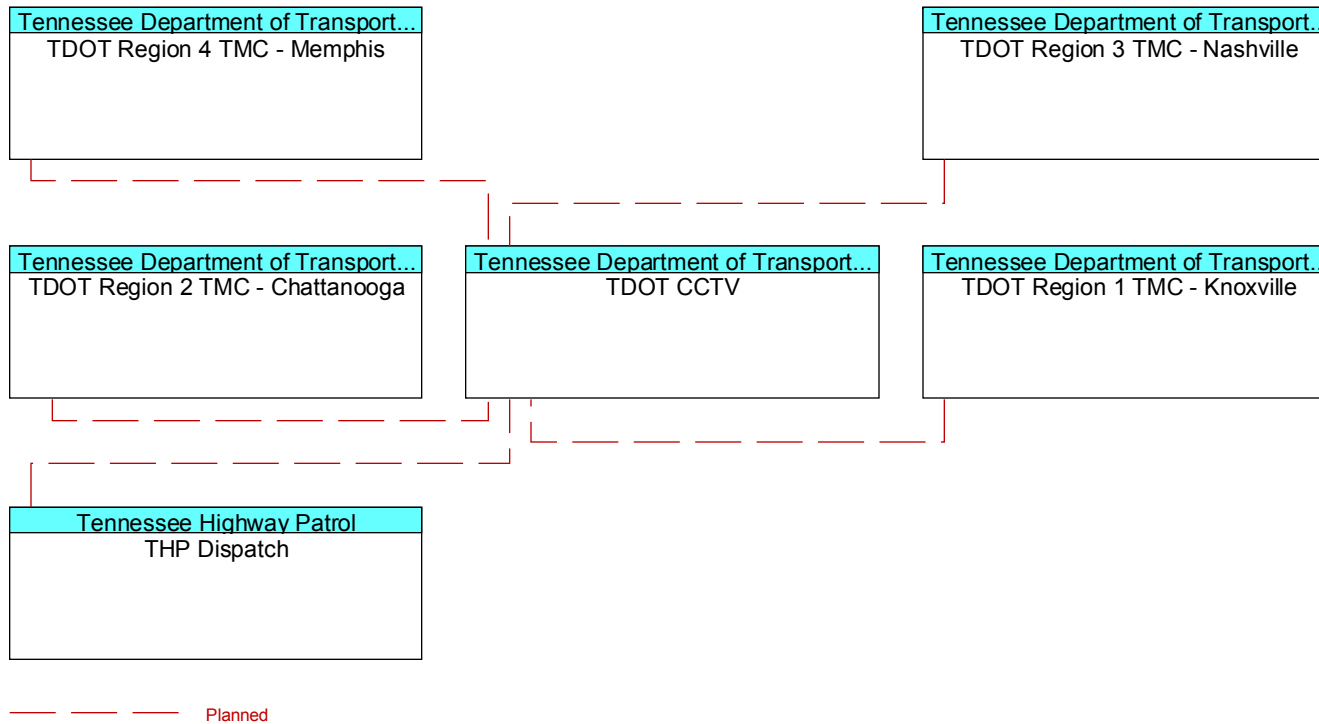 Tennessee Department of Transport...
TDOT Region 4 TMC - Memphis
Tennessee Department of Transport...
TDOT Region 3 TMC - Nashville
Tennessee Department of Transport...
TDOT Region 2 TMC - Chattanooga
Tennessee Department of Transport...
TDOT CCTV
Tennessee Department of Transport...
TDOT Region 1 TMC - Knoxville
Tennessee Highway Patrol
THP Dispatch
Planned